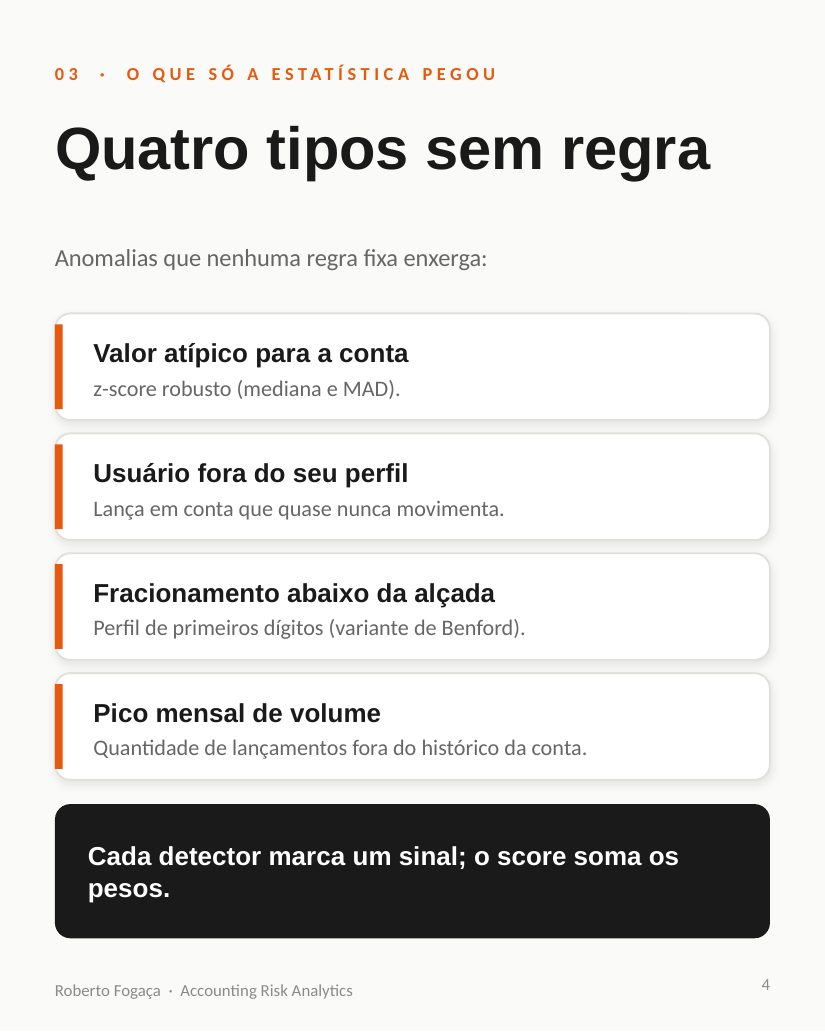 03 · O QUE SÓ A ESTATÍSTICA PEGOU
Quatro tipos sem regra
Anomalias que nenhuma regra fixa enxerga:
Valor atípico para a conta
z-score robusto (mediana e MAD).
Usuário fora do seu perfil
Lança em conta que quase nunca movimenta.
Fracionamento abaixo da alçada
Perfil de primeiros dígitos (variante de Benford).
Pico mensal de volume
Quantidade de lançamentos fora do histórico da conta.
Cada detector marca um sinal; o score soma os
pesos.
Roberto Fogaça · Accounting Risk Analytics
4